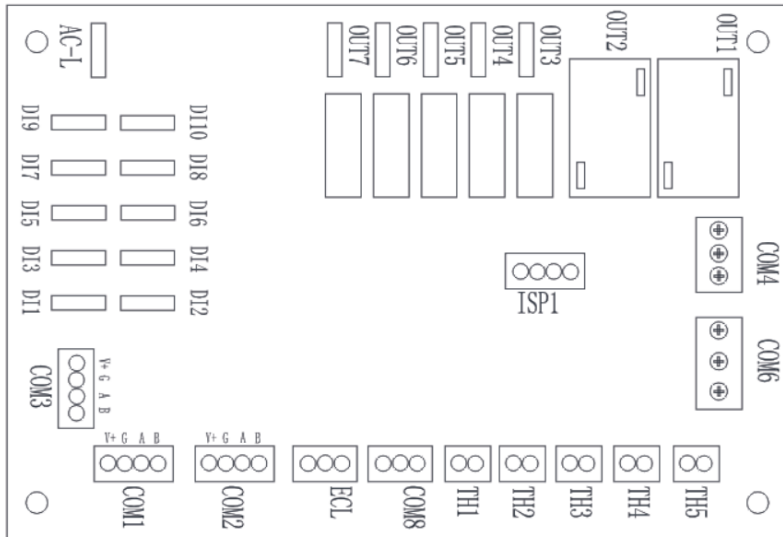 AC-L
OUT7
OUT6
OUT5
OUT4
OUT3
OUT2
OUT1
DI9
DI10
DI7
DI8
DI5
DI6
DI3
DI4
DI1
DI2
ISP1
COM4
COM6
COM3
V+ G A B
V+ G A B
V+ G A B
COM1
COM2
ECL
COM8
TH1
TH2
TH3
TH4
TH5